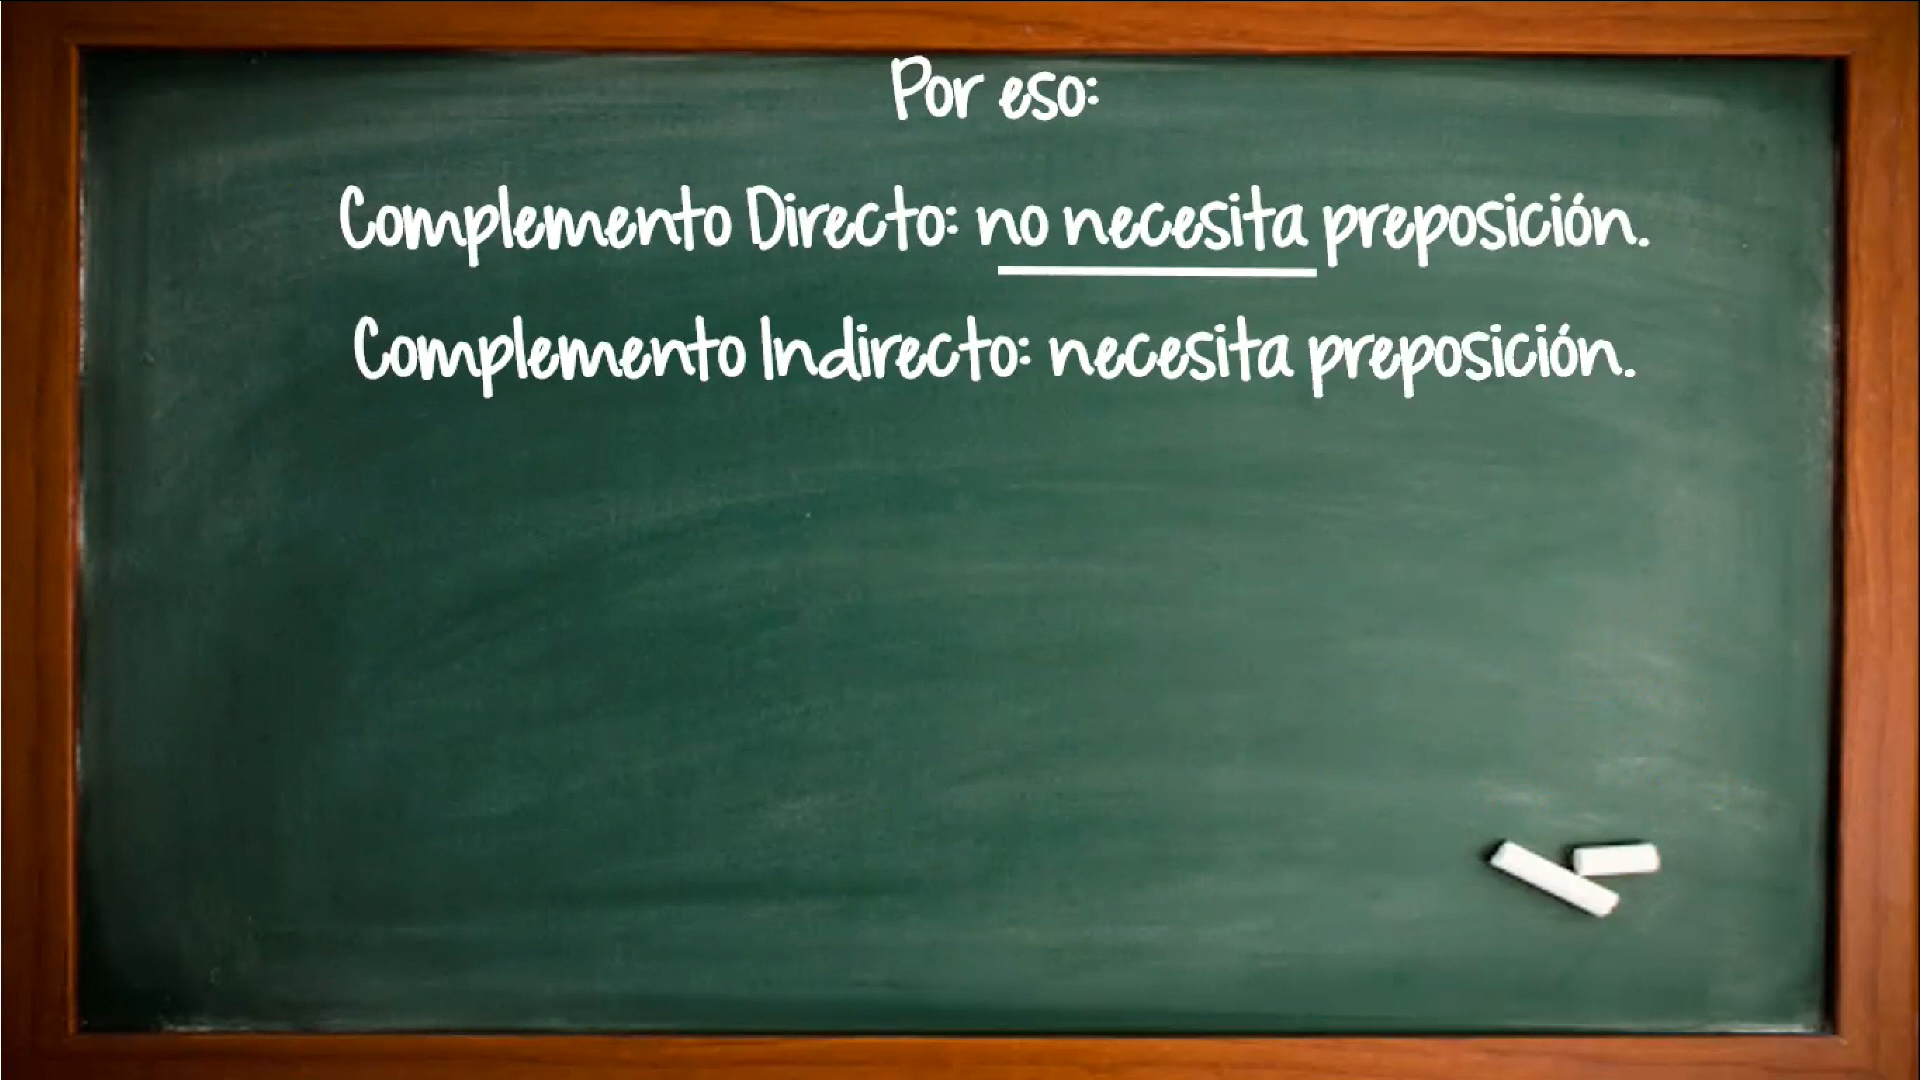 Por eso:
Complemento Directo: no necesita preposición.
Complemento Indirecto: necesita preposición.